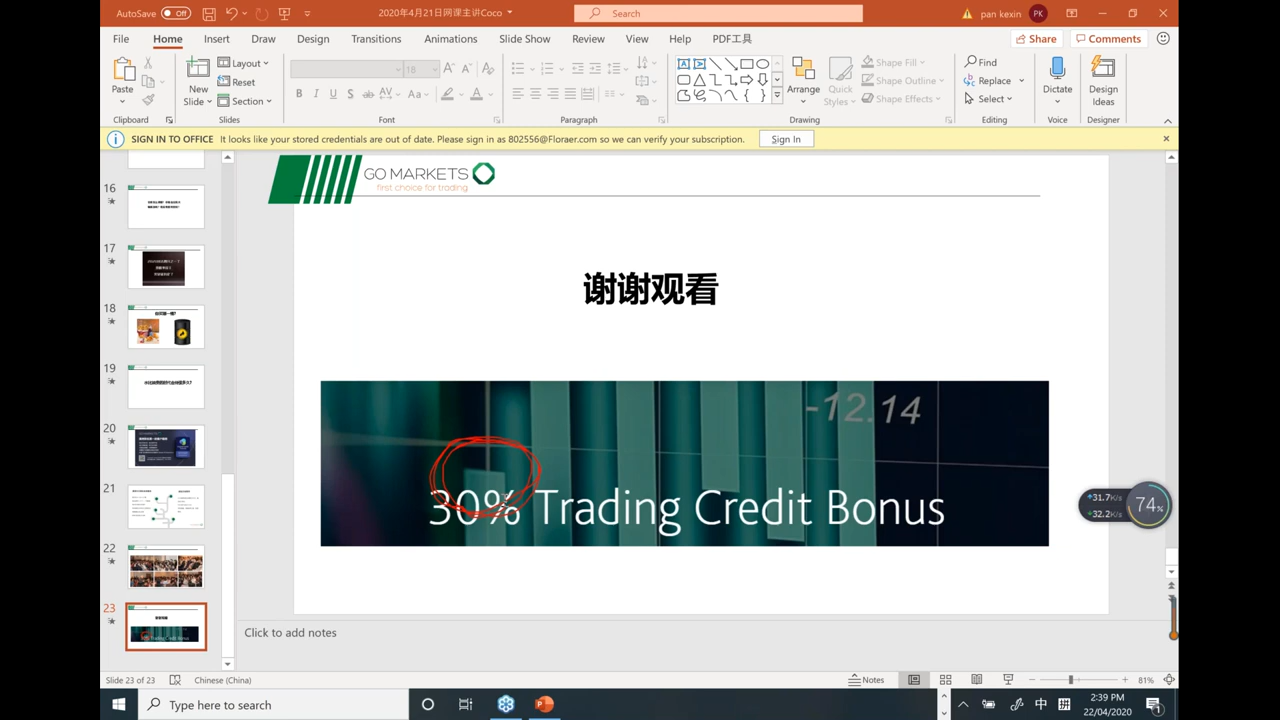 AutoSave Off 2020年4月21日网课主讲Coco Search pan kexin PK
File Home Insert Draw Design Transitions Animations Slide Show Review View Help PDF工具 Share Comments
Paste New Slide Layout Reset Section 18 Arrange Quick Styles Shape Fill Shape Outline Shape Effects Find Replace Select Dictate Design Ideas
Clipboard Slides Font Paragraph Drawing Editing Voice Designer
SIGN IN TO OFFICE It looks like your stored credentials are out of date. Please sign in as 802556@Floraer.com so we can verify your subscription. Sign In
GO MARKETS
first choice for trading
谢谢观看
-12.14
30% Trading Credit Bonus
16
17
18
19
20
21
22
23
31.7K/s
32.2K/s
74%
Click to add notes
Slide 23 of 23 Chinese (China) Notes 81%
Type here to search 中 2:39 PM
22/04/2020